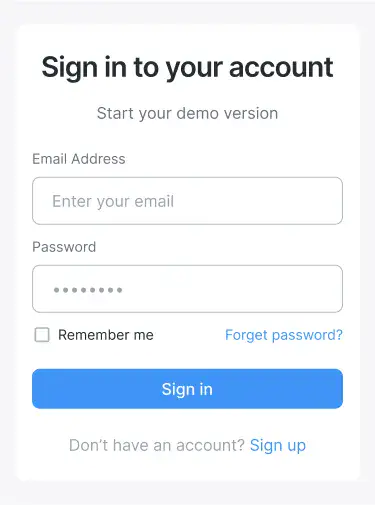 Sign in to your account
Start your demo version
Email Address
Enter your email
Password
••••••••
Remember me Forget password?
Sign in
Don’t have an account? Sign up